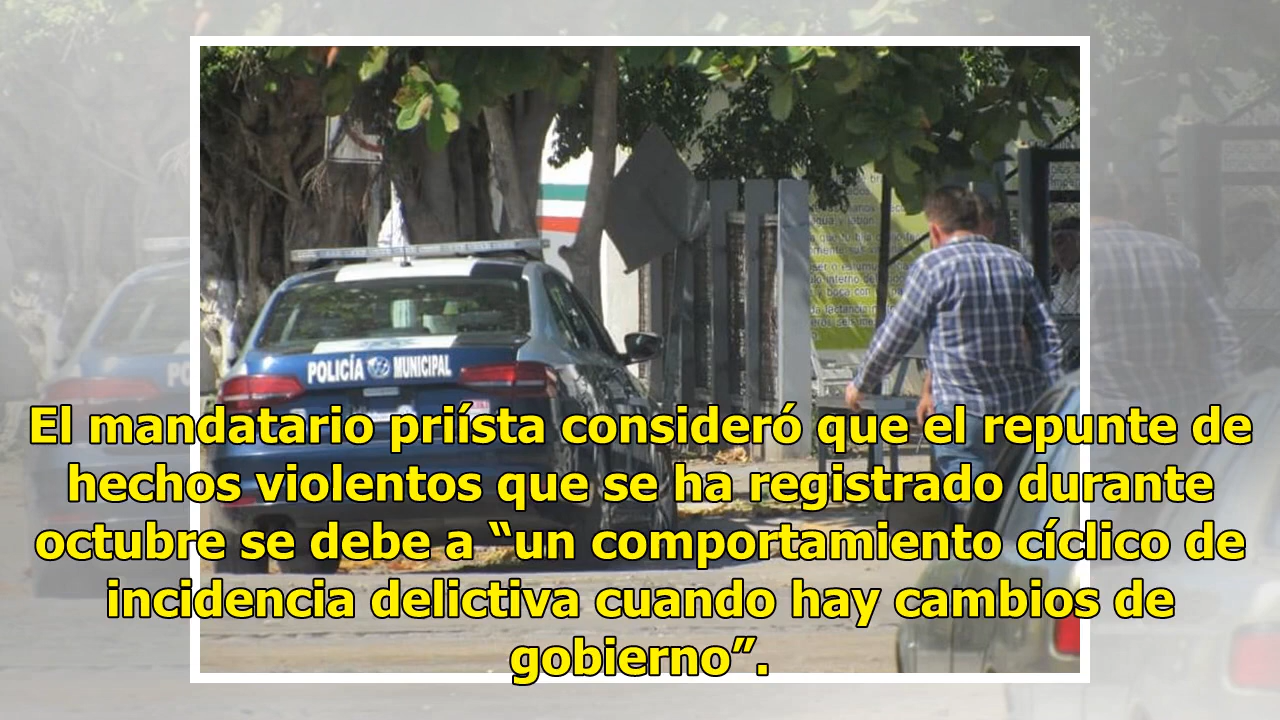 POLICÍA MUNICIPAL
El mandatario priísta consideró que el repunte de
hechos violentos que se ha registrado durante
octubre se debe a “un comportamiento cíclico de
incidencia delictiva cuando hay cambios de
gobierno”.